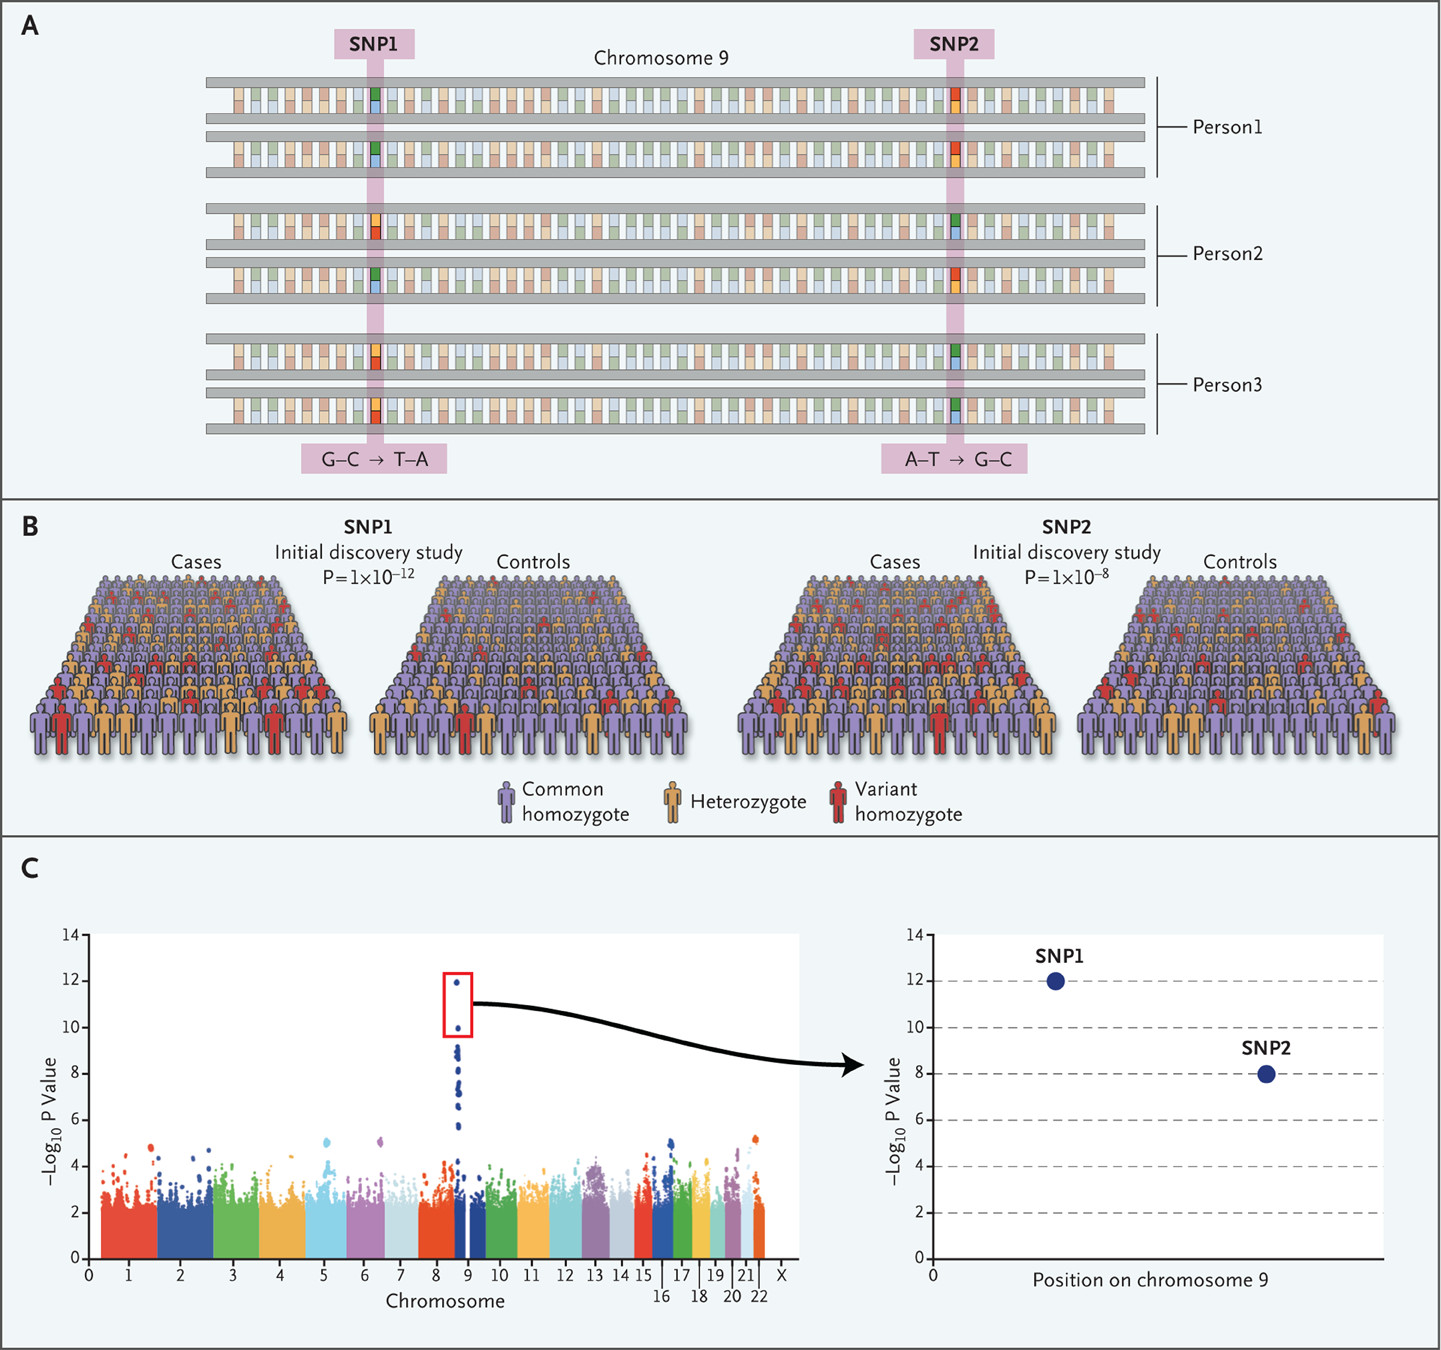 A
SNP1
SNP2
Chromosome 9
Person1
Person2
Person3
G–C → T–A
A–T → G–C
B
SNP1
Initial discovery study
P=1×10–12
Cases
Controls
SNP2
Initial discovery study
P=1×10–8
Cases
Controls
Common
homozygote
Heterozygote
Variant
homozygote
C
–Log10 P Value
14
12
10
8
6
4
2
0
0 1 2 3 4 5 6 7 8 9 10 11 12 13 14 15 17 19 21 X
16 18 20 22
Chromosome
–Log10 P Value
14
12
10
8
6
4
2
0
SNP1
SNP2
0
Position on chromosome 9